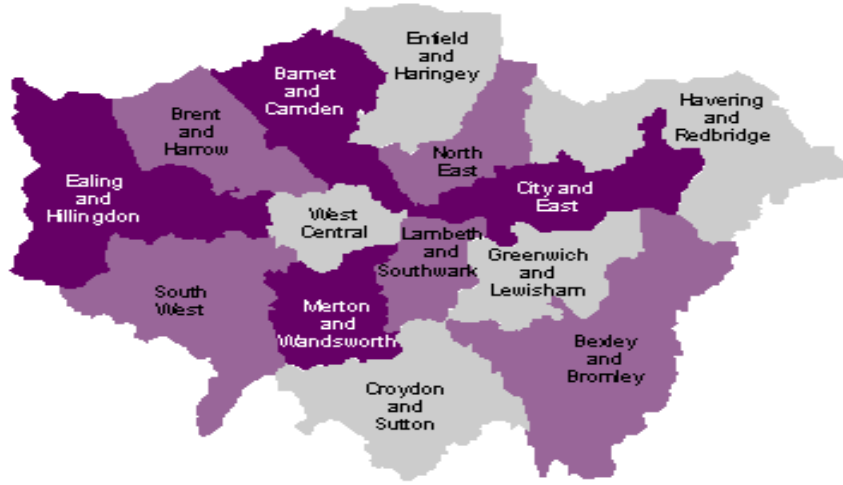 Enfield
and
Haringey
Barnet
and
Camden
Brent
and
Harrow
Havering
and
Redbridge
North
East
Ealing
and
Hillingdon
City and
East
West
Central
Lambeth
and
Southwark
Greenwich
and
Lewisham
South
West
Merton
and
Wandsworth
Bexley
and
Bromley
Croydon
and
Sutton